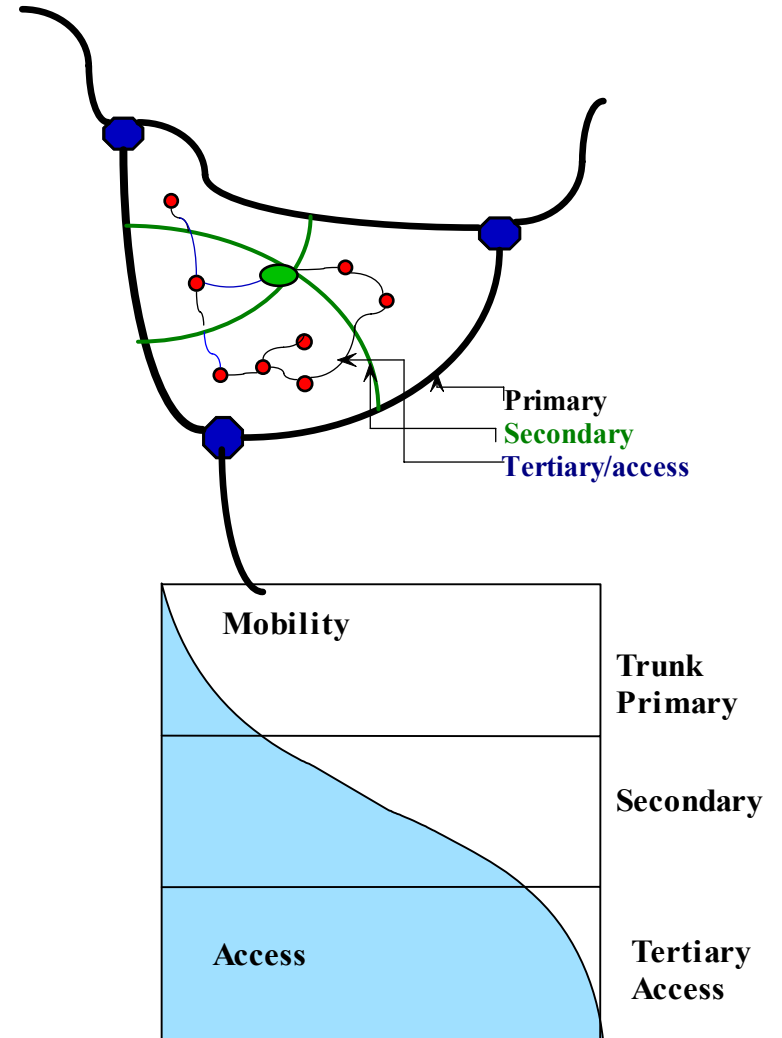 Primary
Secondary
Tertiary/access
Mobility
Trunk
Primary
Secondary
Access
Tertiary
Access